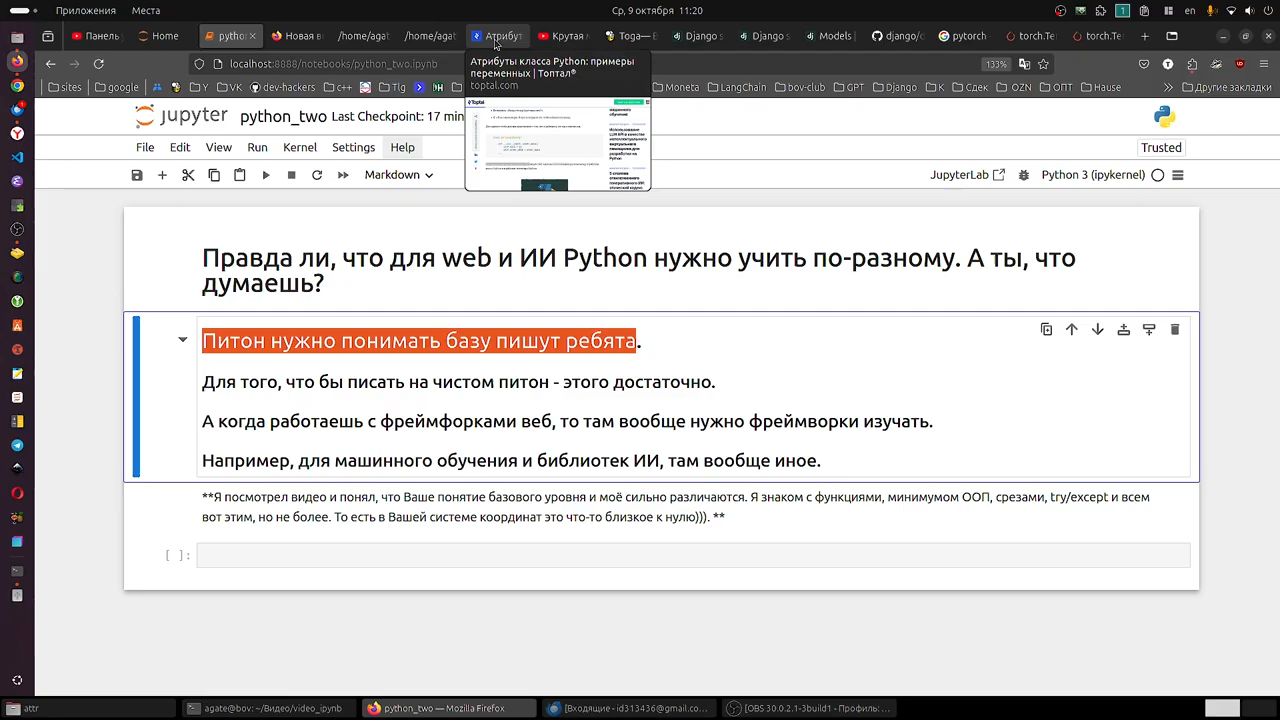 Приложения Места
Ср, 9 октября 11:20
en
Панель Home python Новая в /home/agat /home/agat Атрибут Крутая Toga— Б Django Django s Models django/ pytorch torch.Te torch.Te
localhost:8888/notebooks/python_two.ipynb
133%
sites google VK py-hackers C++ Tlg Moneta LangChain bovclub GPT Hause OZN GITLAB Другие закладки
Атрибуты класса Python: примеры
переменных | Топтал®
toptal.com
Toptal
jupyter python_two Last Checkpoint: 17 min
File Edit View Run Kernel Settings Help Trusted
Markdown JupyterLab Python 3 (ipykernel)
Правда ли, что для web и ИИ Python нужно учить по-разному. А ты, что
думаешь?
Питон нужно понимать базу пишут ребята.
Для того, что бы писать на чистом питон - этого достаточно.
А когда работаешь с фреймфорками веб, то там вообще нужно фреймворки изучать.
Например, для машинного обучения и библиотек ИИ, там вообще иное.
**Я посмотрел видео и понял, что Ваше понятие базового уровня и моё сильно различаются. Я знаком с функциями, минимумом ООП, срезами, try/except и всем
вот этим, но не более. То есть в Вашей системе координат это что-то близкое к нулю))). **
[ ]:
attr agate@bov: ~/Видео/video_ipynb python_two — Mozilla Firefox [Входящие - id313436@gmail.co... [OBS 30.0.2.1-3build1 - Профиль: ...